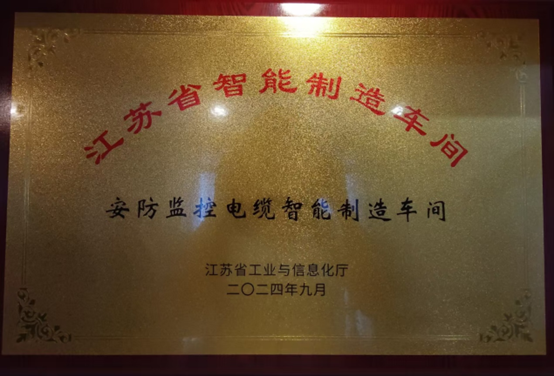 江苏省智能制造车间
安防监控电缆智能制造车间
江苏省工业与信息化厅
二〇二四年九月